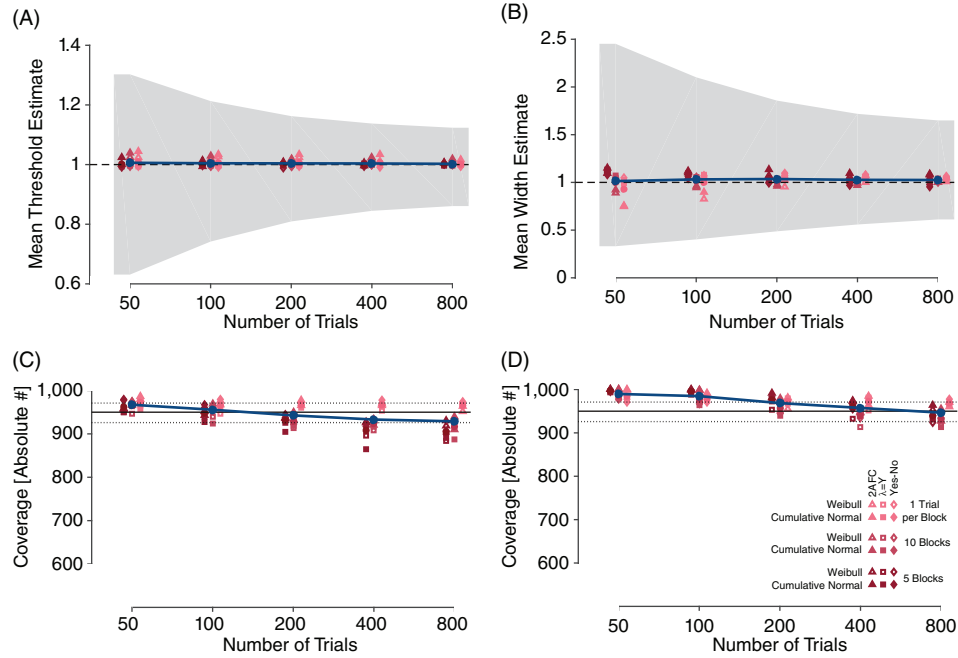 (A)
Mean Threshold Estimate
1.4
1.2
1
0.8
0.6
50 100 200 400 800
Number of Trials
(B)
Mean Width Estimate
2.5
2
1.5
1
0.5
0
50 100 200 400 800
Number of Trials
(C)
Coverage [Absolute #]
1,000
900
800
700
600
50 100 200 400 800
Number of Trials
(D)
Coverage [Absolute #]
1,000
900
800
700
600
2AFC
λ=Υ
Yes-No
Weibull
Cumulative Normal
1 Trial
per Block
Weibull
Cumulative Normal
10 Blocks
Weibull
Cumulative Normal
5 Blocks
50 100 200 400 800
Number of Trials